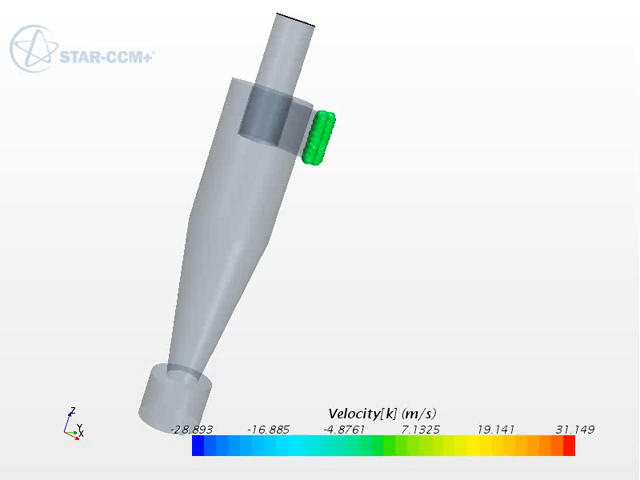 STAR-CCM+
Z
Y
X
Velocity[k] (m/s)
-28.893 -16.885 -4.8761 7.1325 19.141 31.149